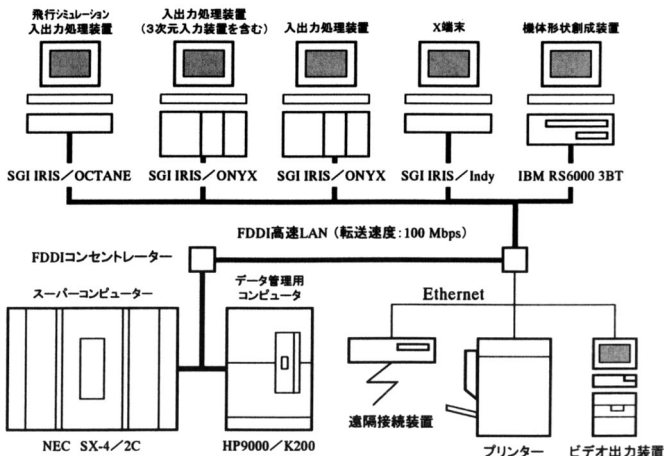 飛行シミュレーション
入出力処理装置
入出力処理装置
(3次元入力装置を含む)
入出力処理装置
X端末
機体形状創成装置
SGI IRIS/OCTANE
SGI IRIS/ONYX
SGI IRIS/ONYX
SGI IRIS/Indy
IBM RS6000 3BT
FDDI高速LAN(転送速度:100 Mbps)
FDDIコンセントレーター
スーパーコンピューター
データ管理用
コンピュータ
Ethernet
遠隔接続装置
NEC SX-4/2C
HP9000/K200
プリンター
ビデオ出力装置